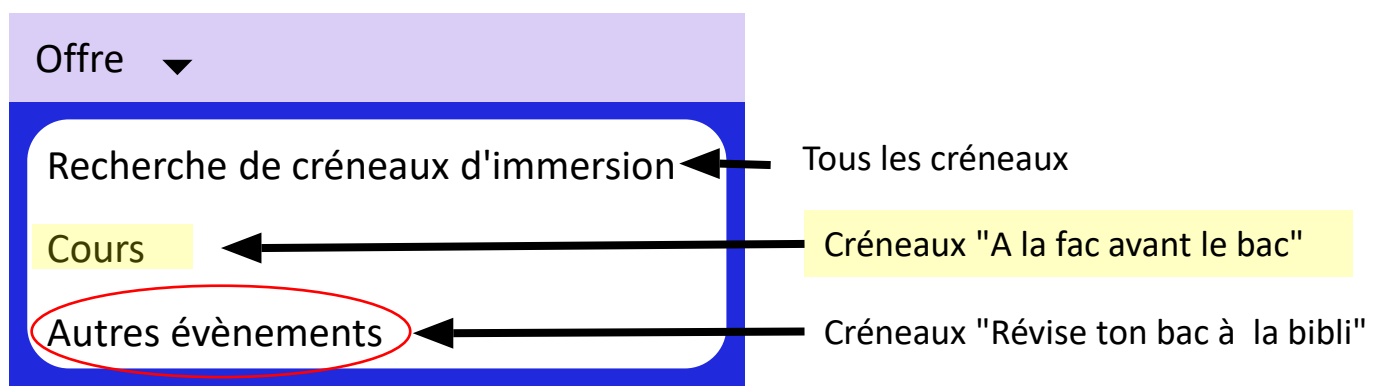 Offre
Recherche de créneaux d'immersion
Tous les créneaux
Cours
Créneaux "A la fac avant le bac"
Autres évènements
Créneaux "Révise ton bac à la bibli"